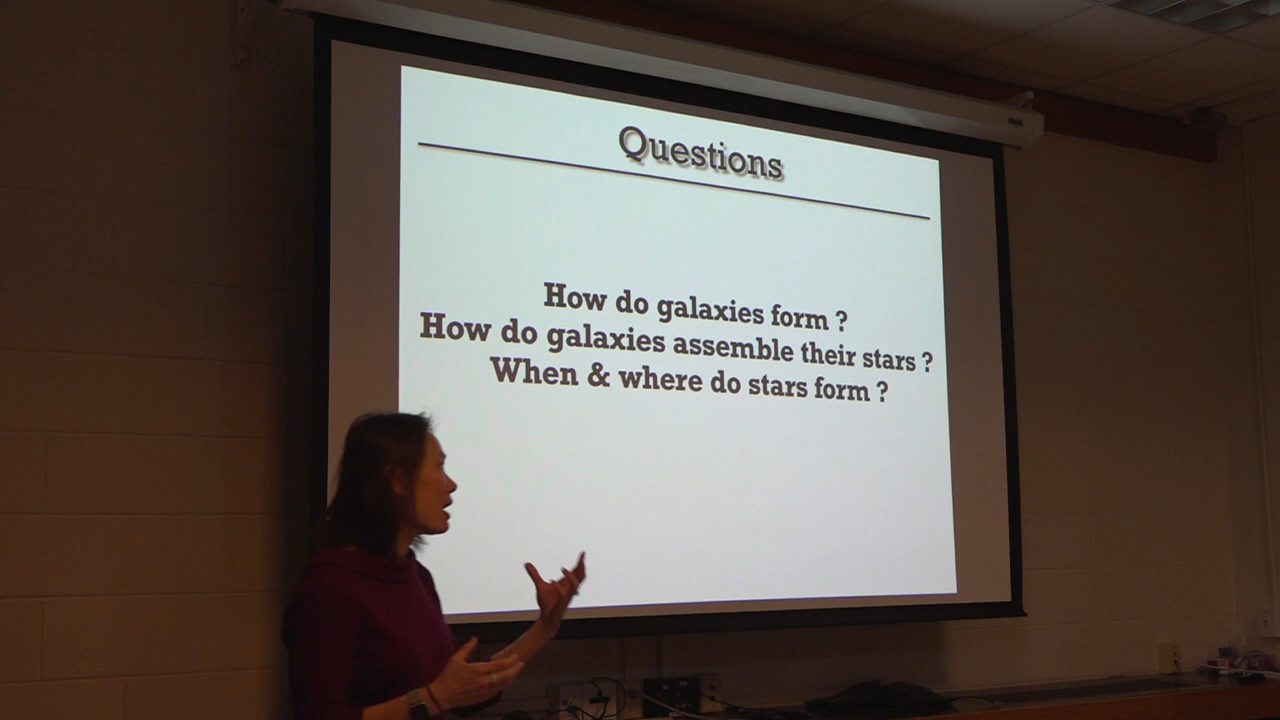 Questions
How do galaxies form ?
How do galaxies assemble their stars ?
When & where do stars form ?